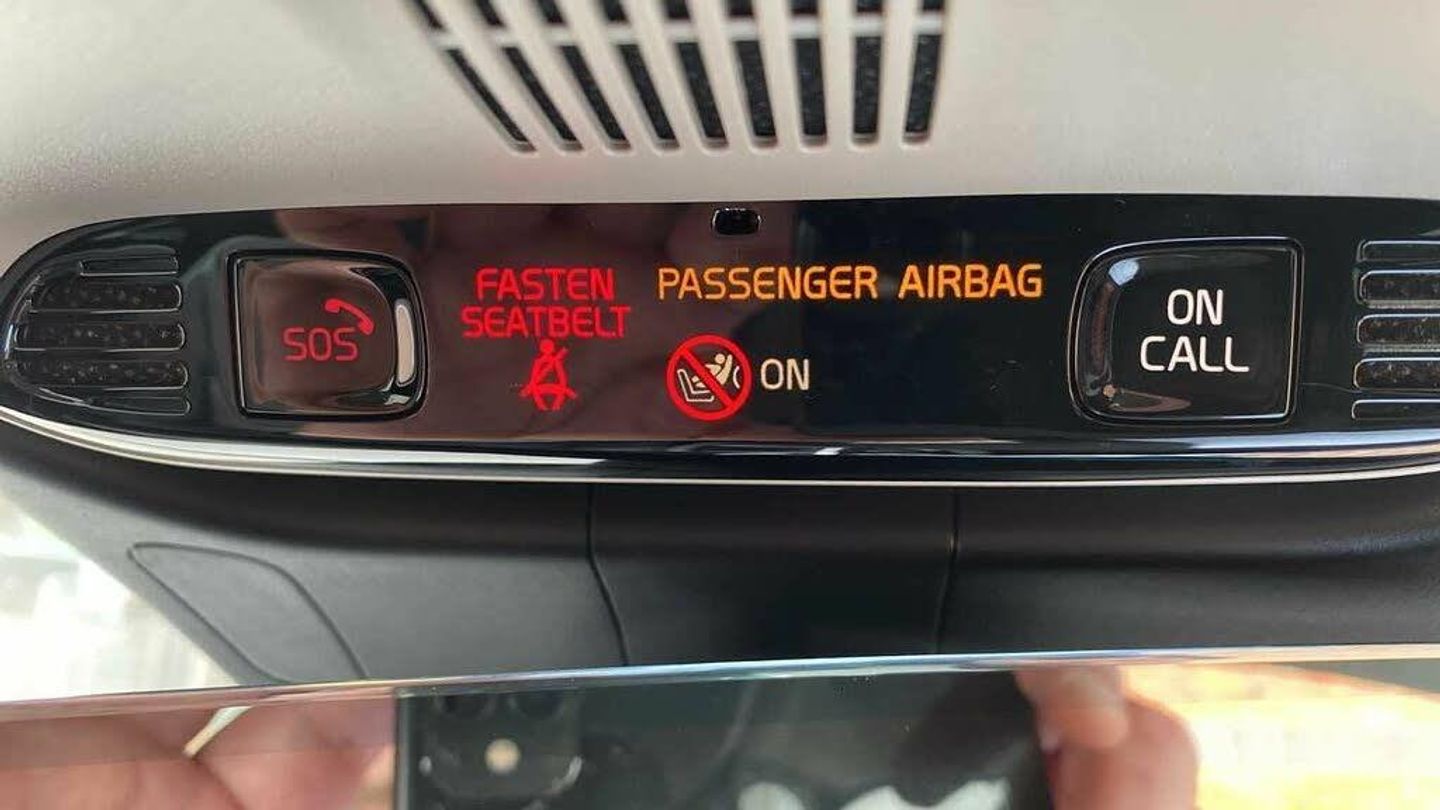 SOS
FASTEN
SEATBELT
PASSENGER AIRBAG
ON
ON
CALL